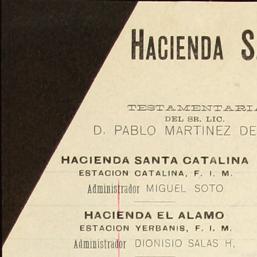 HACIENDA S
TESTAMENTARI
DEL SR. LIC.
D. PABLO MARTINEZ DE
HACIENDA SANTA CATALINA
ESTACION CATALINA, F. I. M.
Administrador MIGUEL SOTO
HACIENDA EL ALAMO
ESTACION YERBANIS, F. I. M.
Administrador DIONISIO SALAS H,